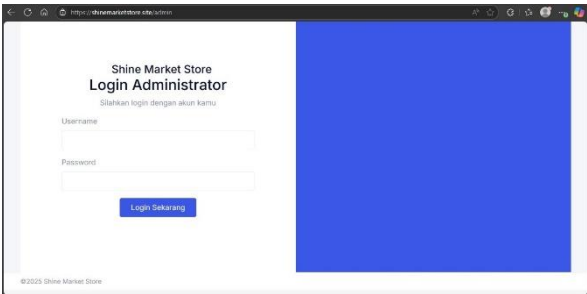 https://shinemarketstore.site/admin
Shine Market Store
Login Administrator
Silahkan login dengan akun kamu
Username
Password
Login Sekarang
©2025 Shine Market Store